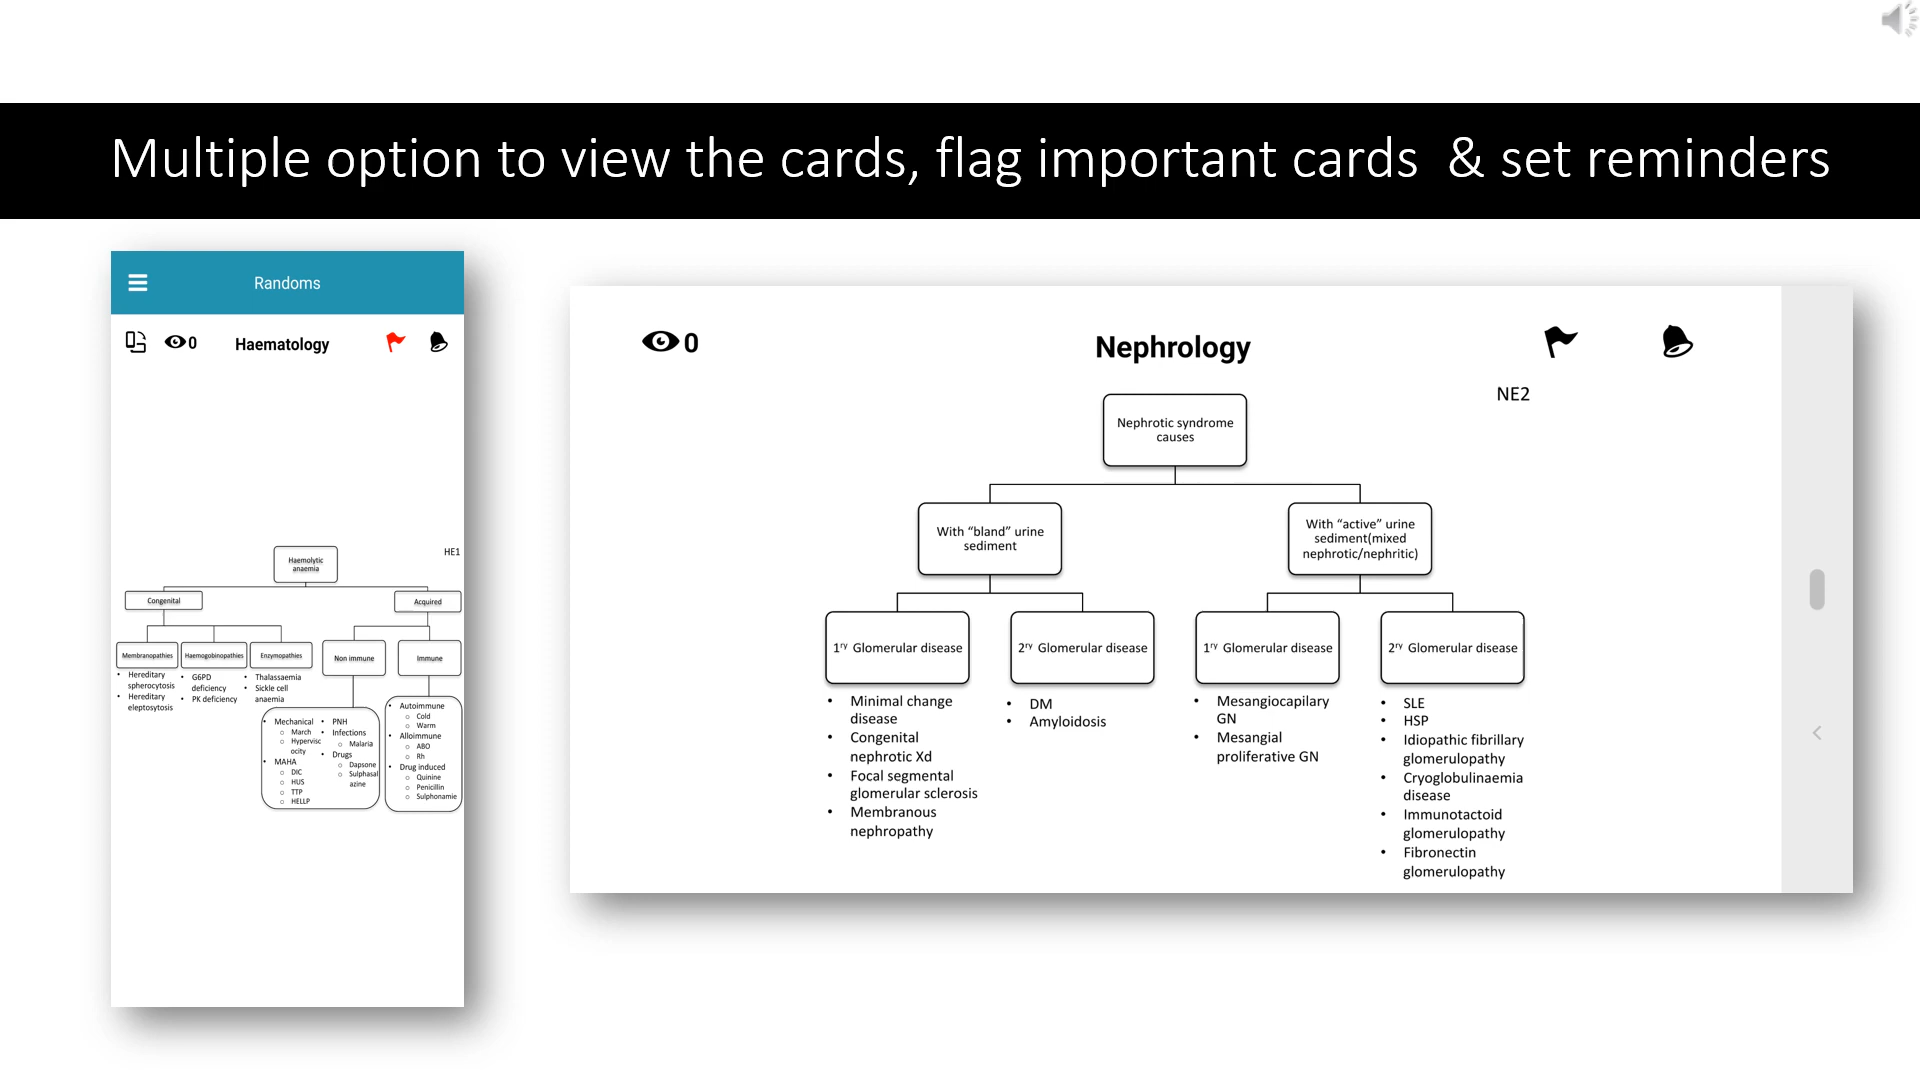 Multiple option to view the cards, flag important cards & set reminders
Randoms
0
Haematology
HE1
Haemolytic
anaemia
Congenital
Acquired
Membranopathies
Haemogobinopathies
Enzymopathies
Non immune
Immune
• Hereditary
spherocytosis
• Hereditary
eleptosytosis
• G6PD
deficiency
• PK deficiency
• Thalassaemia
• Sickle cell
anaemia
• Mechanical
o March
o Hypervisc
ocity
• MAHA
o DIC
o HUS
o TTP
o HELLP
• PNH
• Infections
o Malaria
• Drugs
o Dapsone
o Sulphasal
azine
• Autoimmune
o Cold
o Warm
• Alloimmune
o ABO
o Rh
• Drug induced
o Quinine
o Penicillin
o Sulphonamie
0
Nephrology
NE2
Nephrotic syndrome
causes
With “bland” urine
sediment
With “active” urine
sediment(mixed
nephrotic/nephritic)
1ry Glomerular disease
2ry Glomerular disease
1ry Glomerular disease
2ry Glomerular disease
• Minimal change
disease
• Congenital
nephrotic Xd
• Focal segmental
glomerular sclerosis
• Membranous
nephropathy
• DM
• Amyloidosis
• Mesangiocapilary
GN
• Mesangial
proliferative GN
• SLE
• HSP
• Idiopathic fibrillary
glomerulopathy
• Cryoglobulinaemia
disease
• Immunotactoid
glomerulopathy
• Fibronectin
glomerulopathy